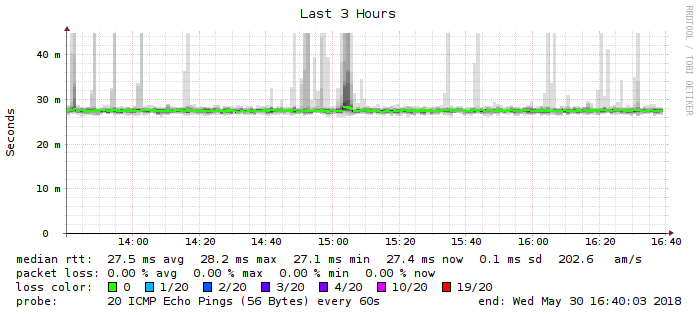 Last 3 Hours
RRDTOOL / TOBI OETIKER
Seconds
40 m
30 m
20 m
10 m
0
14:00 14:20 14:40 15:00 15:20 15:40 16:00 16:20 16:40
median rtt: 27.5 ms avg 28.2 ms max 27.1 ms min 27.4 ms now 0.1 ms sd 202.6 am/s
packet loss: 0.00 % avg 0.00 % max 0.00 % min 0.00 % now
loss color: 0 1/20 2/20 3/20 4/20 10/20 19/20
probe: 20 ICMP Echo Pings (56 Bytes) every 60s end: Wed May 30 16:40:03 2018